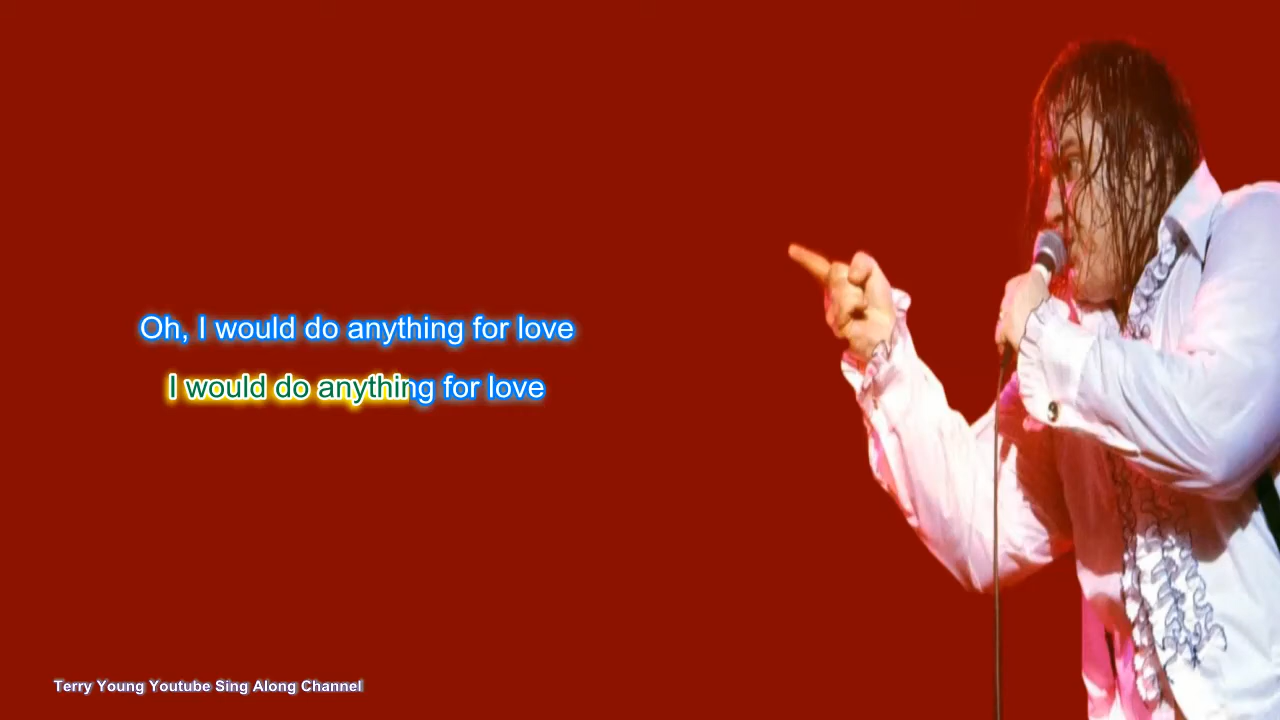 Oh, I would do anything for love
I would do anything for love
Terry Young Youtube Sing Along Channel